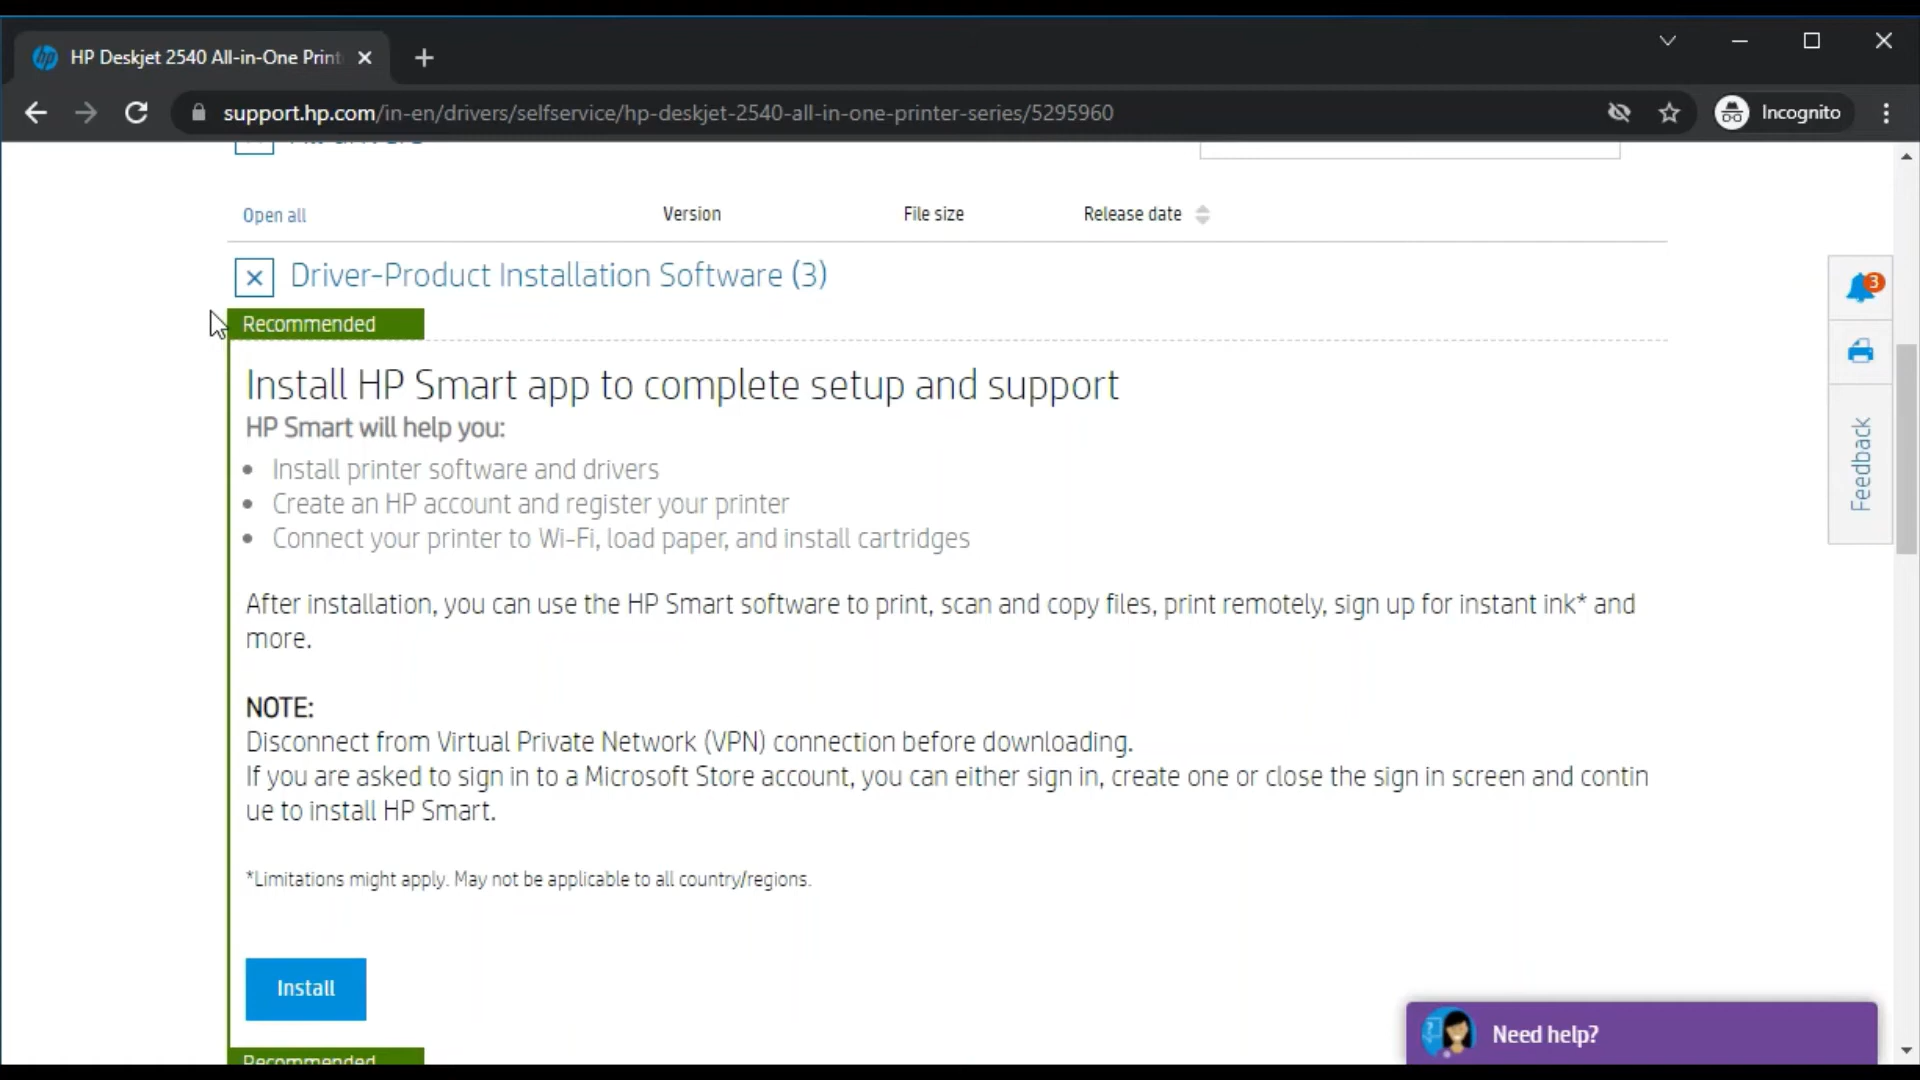 HP Deskjet 2540 All-in-One Print
support.hp.com/in-en/drivers/selfservice/hp-deskjet-2540-all-in-one-printer-series/5295960
Incognito
Open all Version File size Release date
Driver-Product Installation Software (3)
Recommended
Install HP Smart app to complete setup and support
HP Smart will help you:
Install printer software and drivers
Create an HP account and register your printer
Connect your printer to Wi-Fi, load paper, and install cartridges
After installation, you can use the HP Smart software to print, scan and copy files, print remotely, sign up for instant ink* and
more.
NOTE:
Disconnect from Virtual Private Network (VPN) connection before downloading.
If you are asked to sign in to a Microsoft Store account, you can either sign in, create one or close the sign in screen and contin
ue to install HP Smart.
*Limitations might apply. May not be applicable to all country/regions.
Install
Recommended
3
Feedback
Need help?